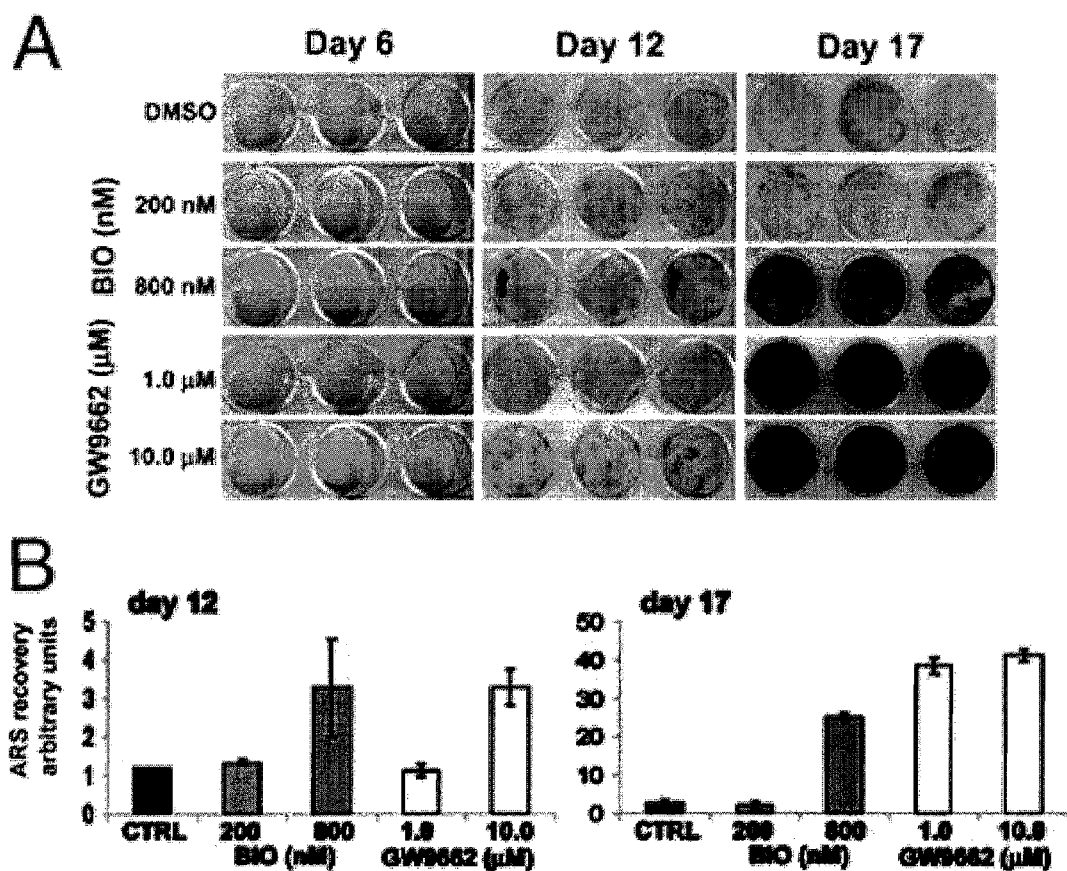 A
Day 6 Day 12 Day 17
DMSO
BIO (nM)
200 nM
800 nM
GW9662 (μM)
1.0 μM
10.0 μM
B
day 12
ARS recovery
arbitrary units
5
4
3
2
1
0
CTRL 200 800 1.0 10.0
BIO (nM) GW9662 (μM)
day 17
50
40
30
20
10
0
CTRL 200 800 1.0 10.0
BIO (nM) GW9662 (μM)